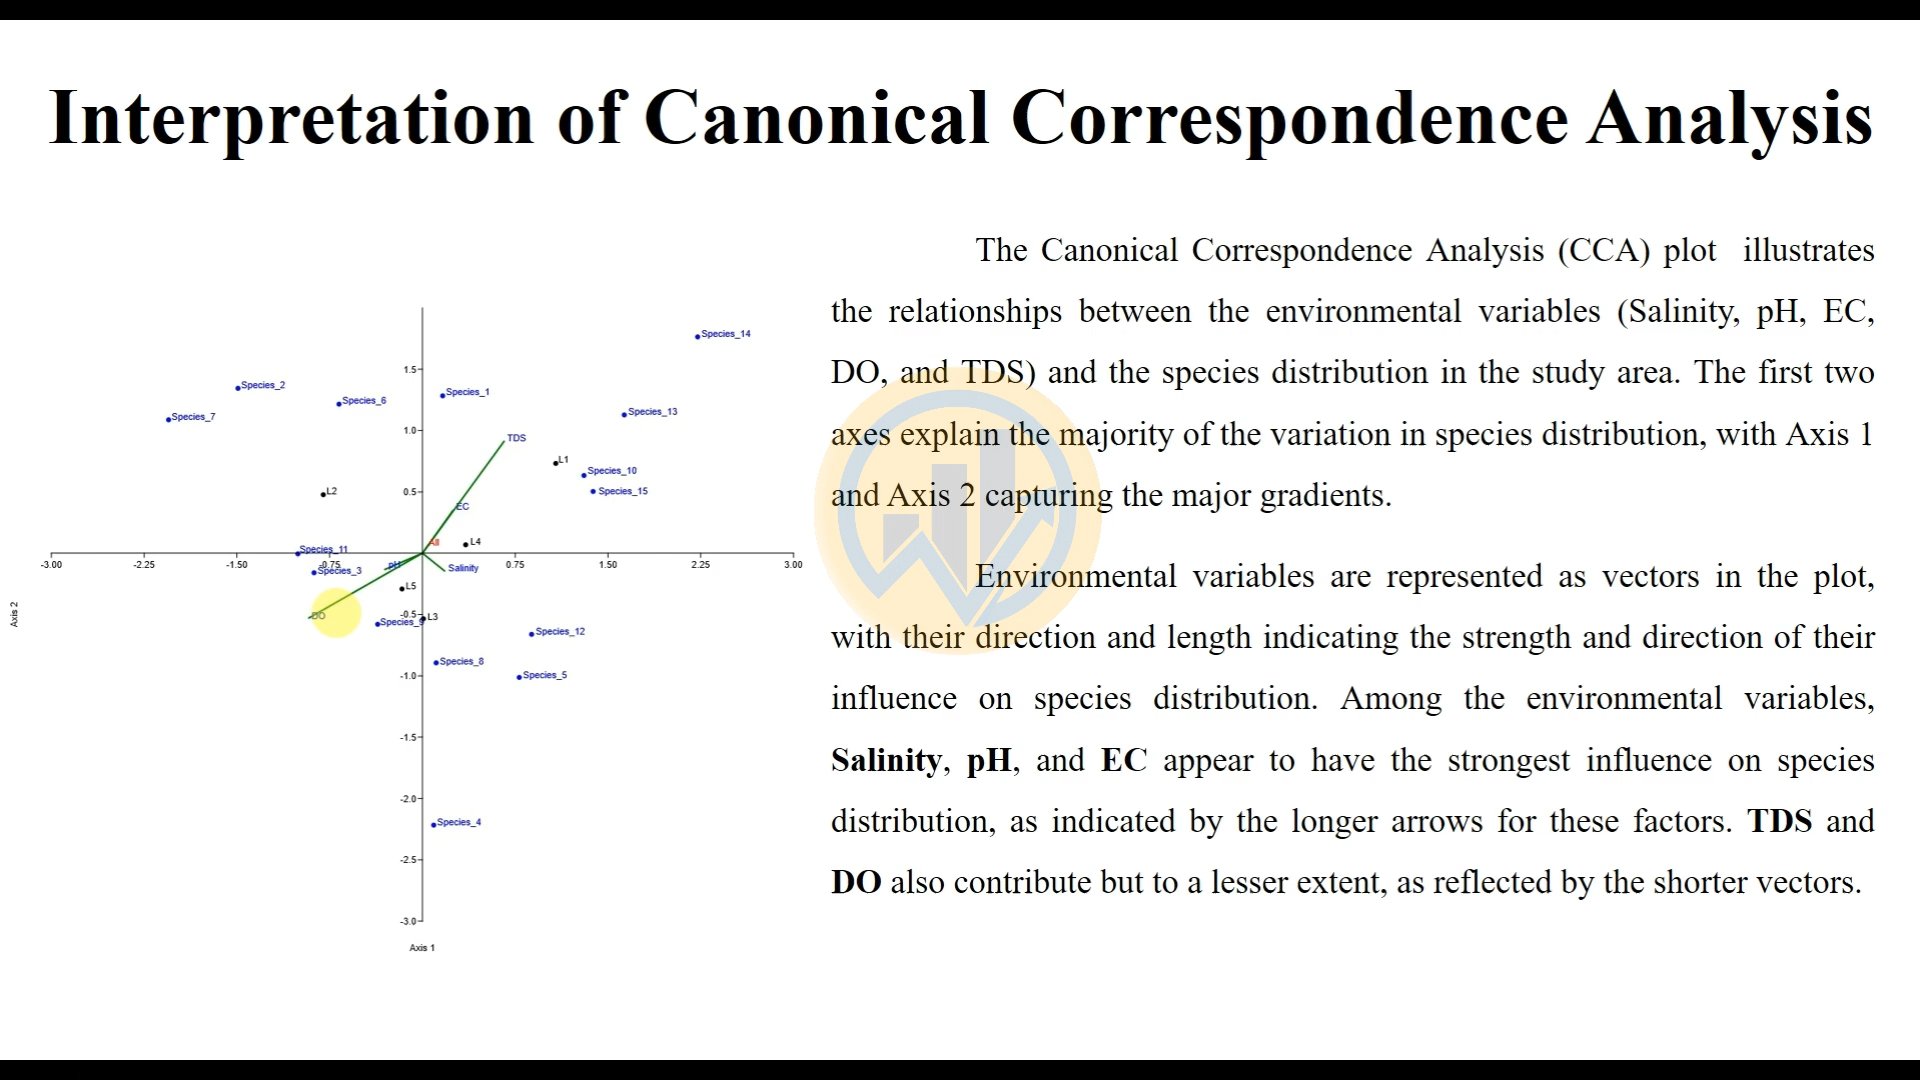 Interpretation of Canonical Correspondence Analysis
Species_14
1.5
Species_2
Species_1
Species_6
Species_7
Species_13
1.0
TDS
L1
Species_10
L2
0.5
Species_15
EC
All
L4
Species_11
-3.00 -2.25 -1.50 -0.75 pH 0.75 1.50 2.25 3.00
Species_3
Salinity
L5
Axis 2
DO
-0.5
L3
Species_9
Species_12
Species_8
-1.0
Species_5
-1.5
-2.0
Species_4
-2.5
-3.0
Axis 1
The Canonical Correspondence Analysis (CCA) plot illustrates
the relationships between the environmental variables (Salinity, pH, EC,
DO, and TDS) and the species distribution in the study area. The first two
axes explain the majority of the variation in species distribution, with Axis 1
and Axis 2 capturing the major gradients.
Environmental variables are represented as vectors in the plot,
with their direction and length indicating the strength and direction of their
influence on species distribution. Among the environmental variables,
Salinity, pH, and EC appear to have the strongest influence on species
distribution, as indicated by the longer arrows for these factors. TDS and
DO also contribute but to a lesser extent, as reflected by the shorter vectors.